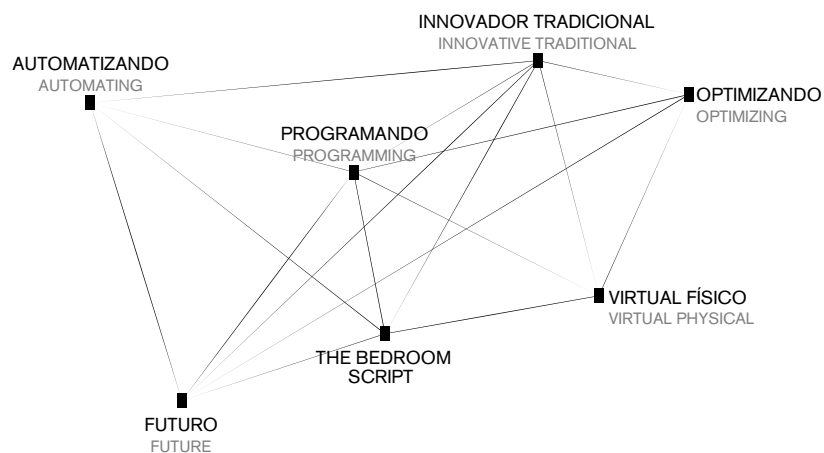 INNOVADOR TRADICIONAL
INNOVATIVE TRADITIONAL
AUTOMATIZANDO
AUTOMATING
OPTIMIZANDO
OPTIMIZING
PROGRAMANDO
PROGRAMMING
VIRTUAL FÍSICO
VIRTUAL PHYSICAL
THE BEDROOM
SCRIPT
FUTURO
FUTURE